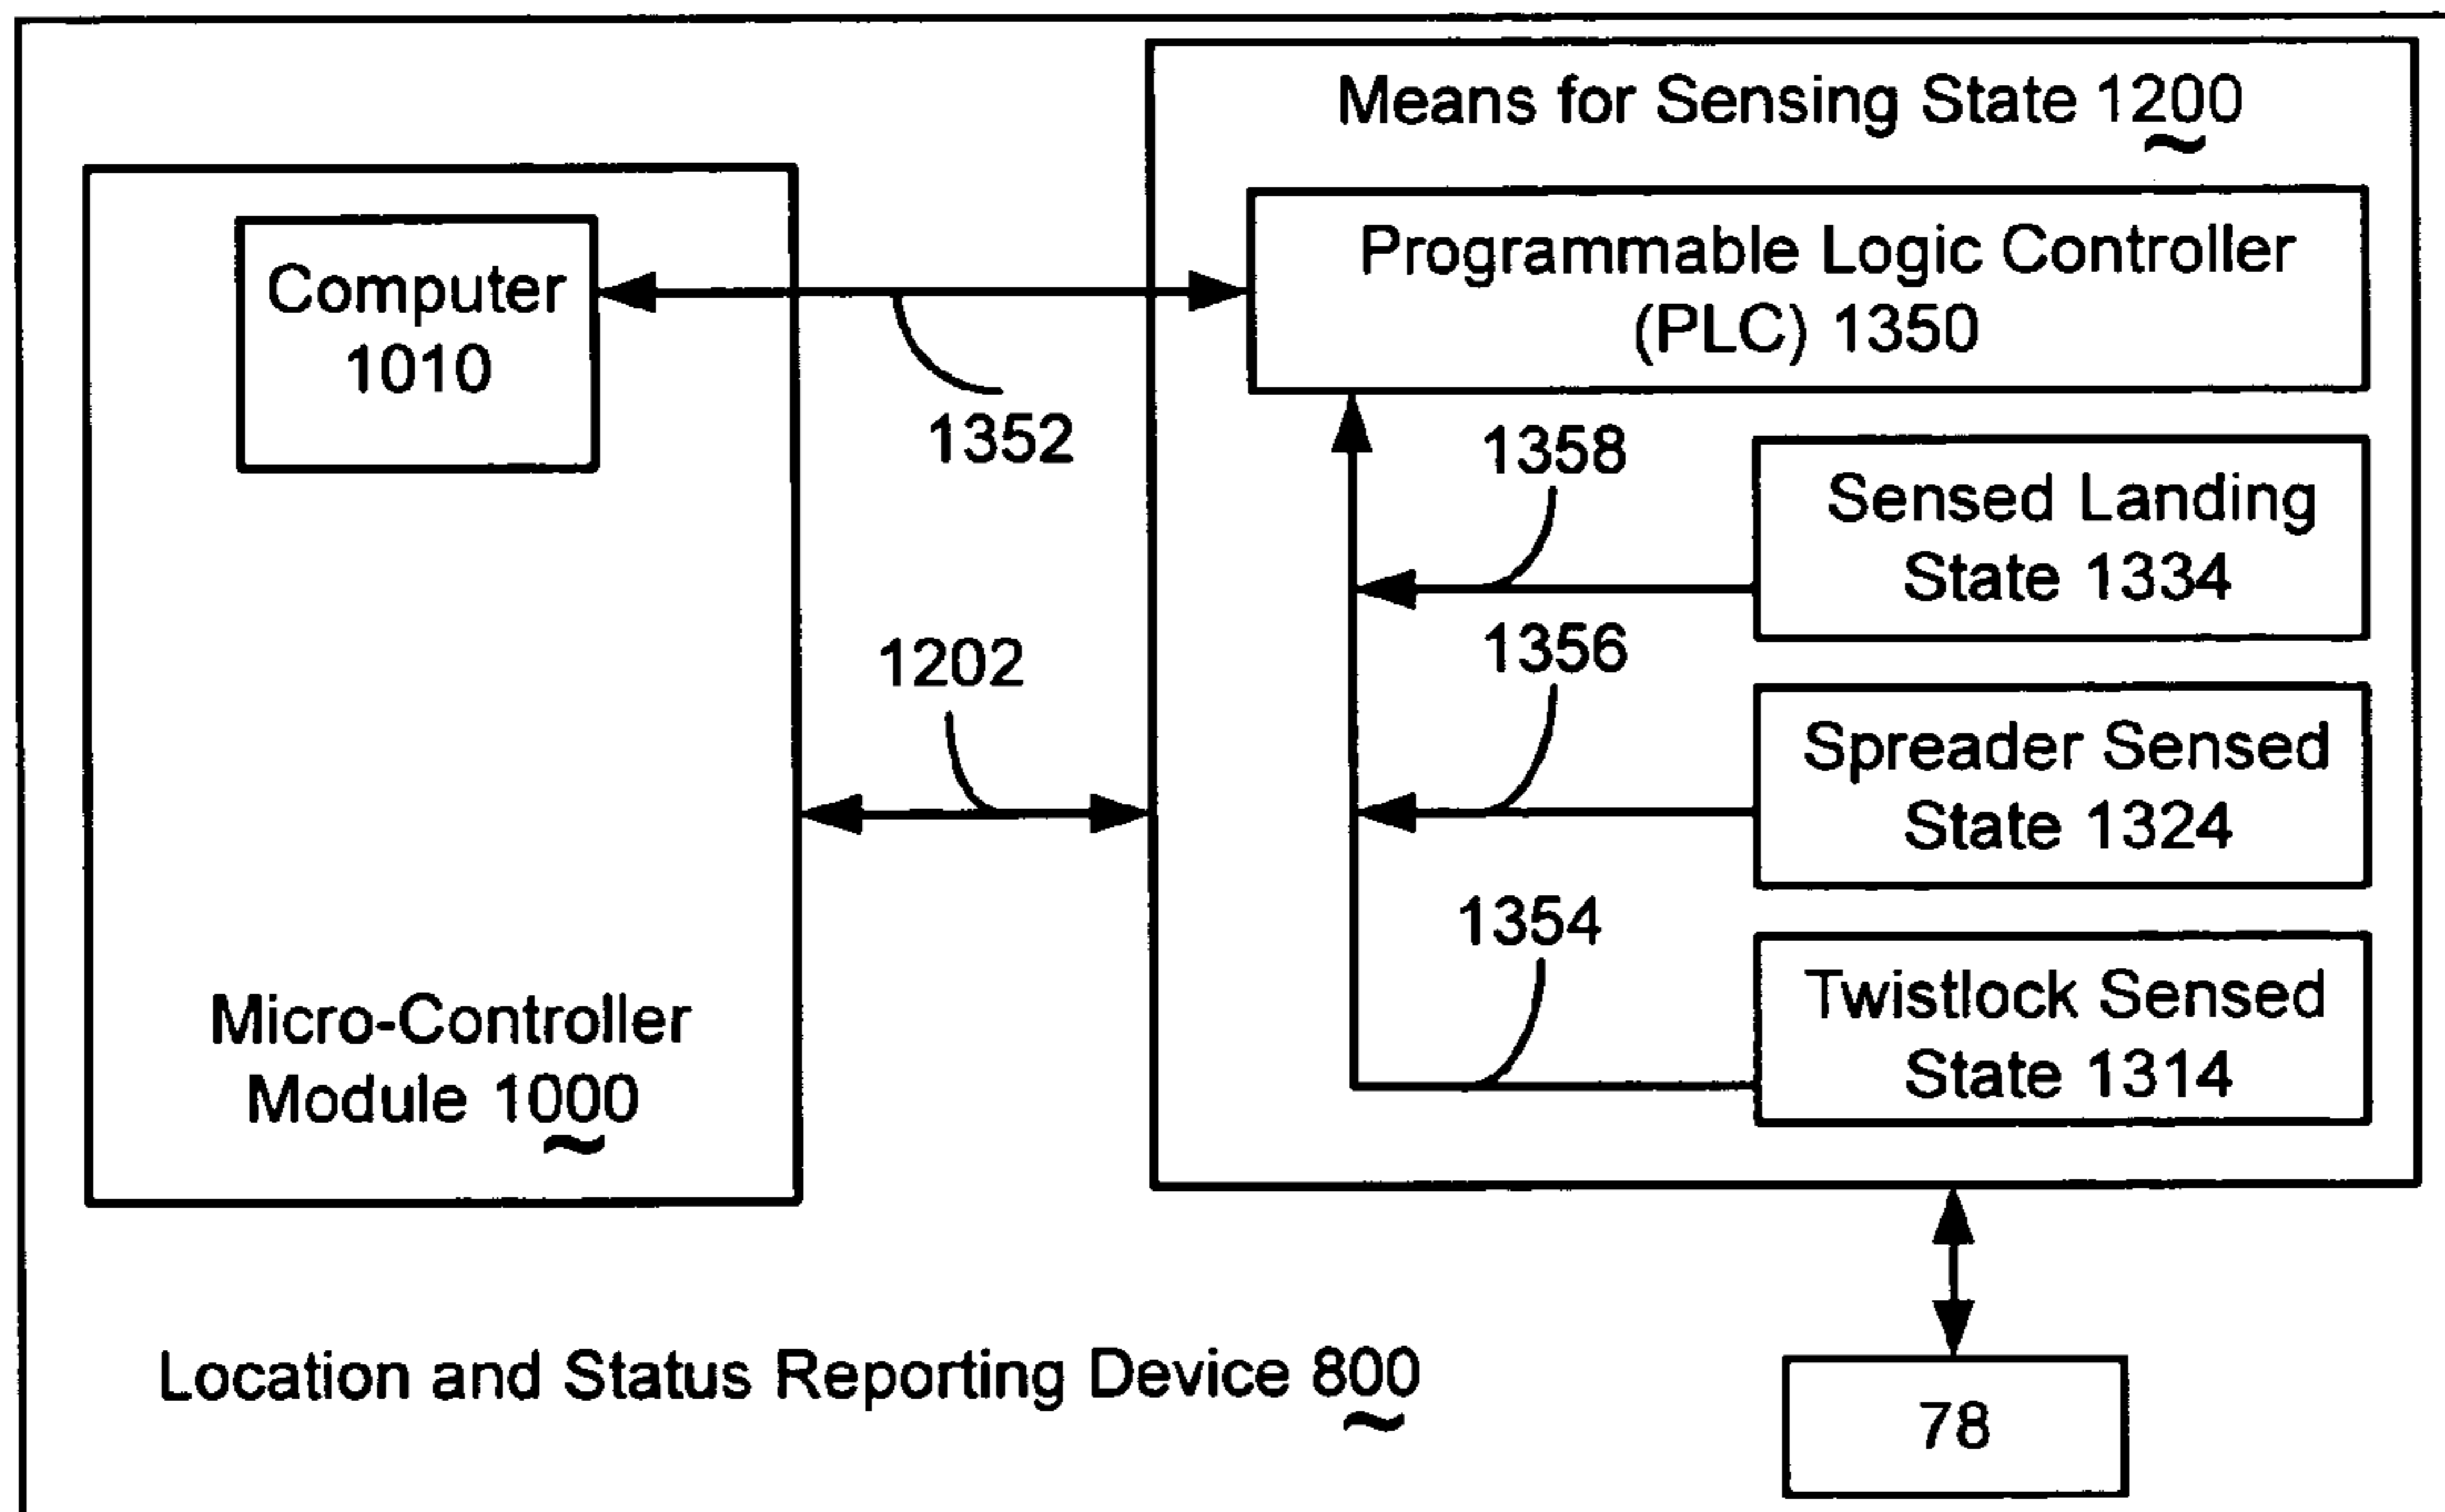 Means for Sensing State 1200
Computer
1010
Programmable Logic Controller
(PLC) 1350
1352
1358
Sensed Landing
State 1334
1202
1356
Spreader Sensed
State 1324
1354
Twistlock Sensed
State 1314
Micro-Controller
Module 1000
Location and Status Reporting Device 800
78